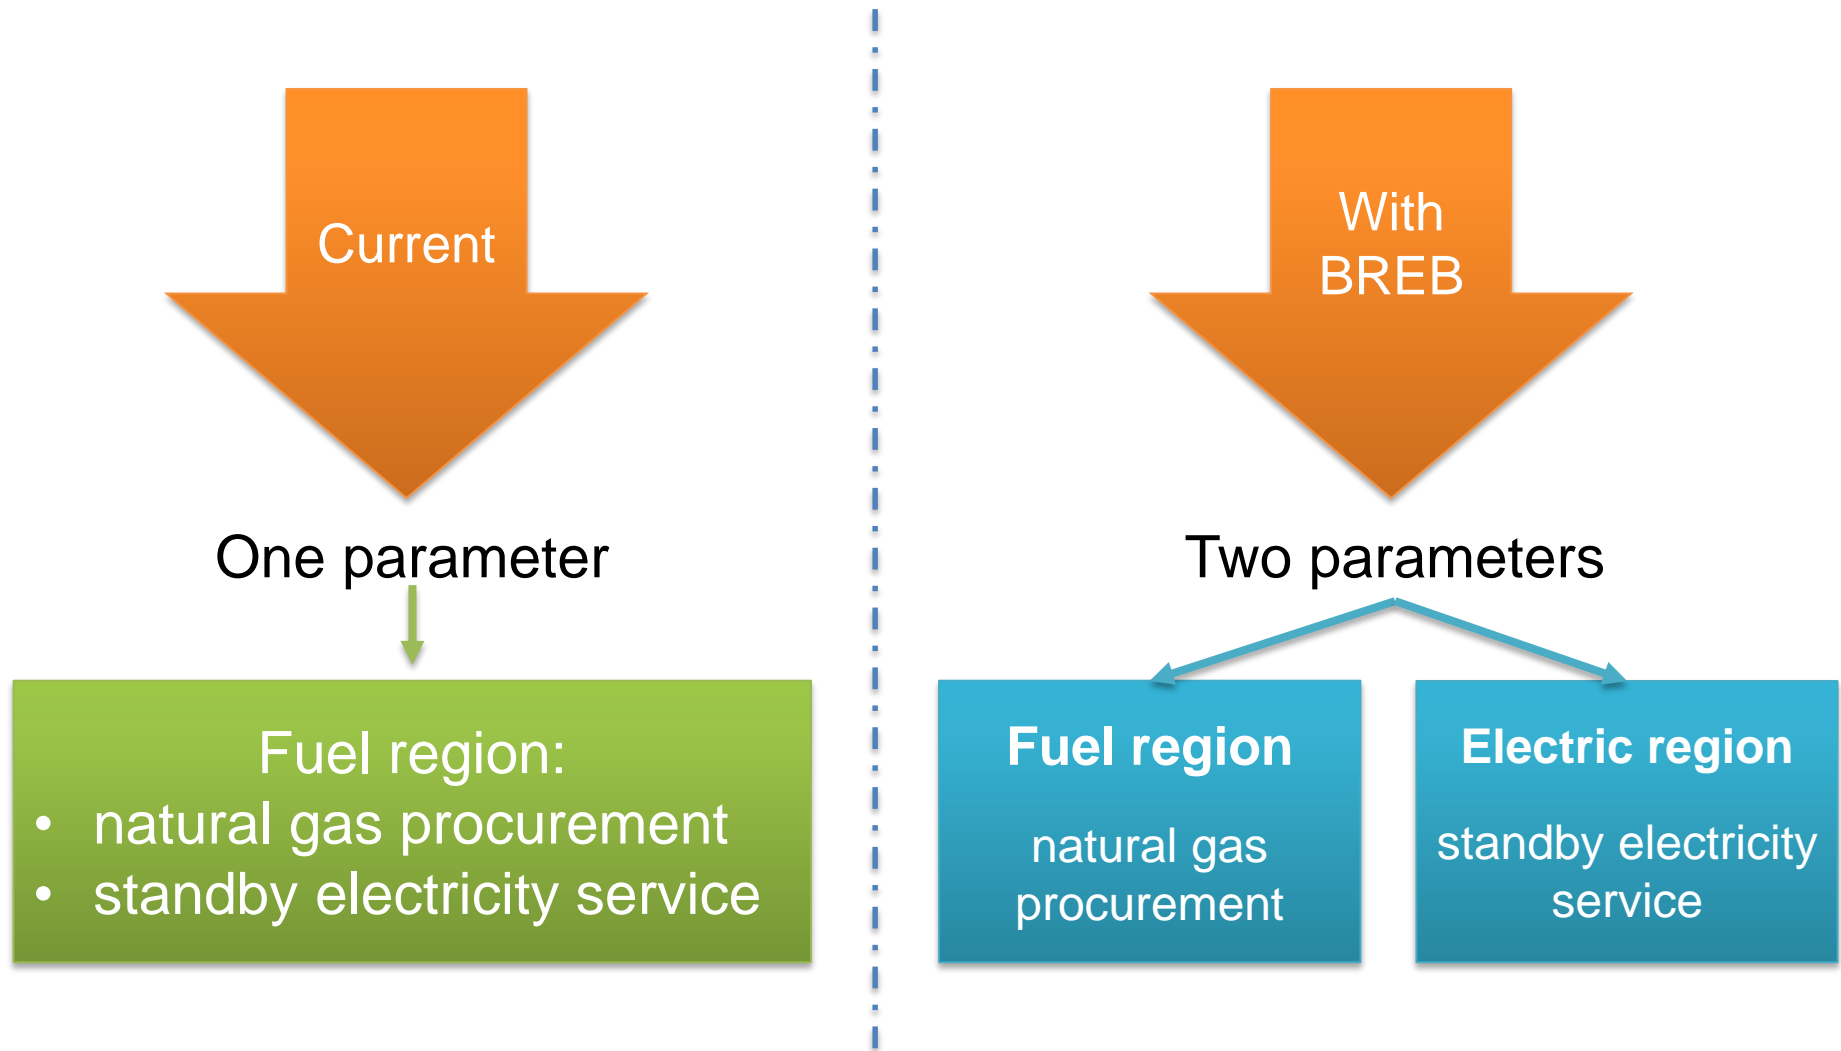 Current
One parameter
Fuel region:
• natural gas procurement
• standby electricity service
With
BREB
Two parameters
Fuel region
natural gas
procurement
Electric region
standby electricity
service